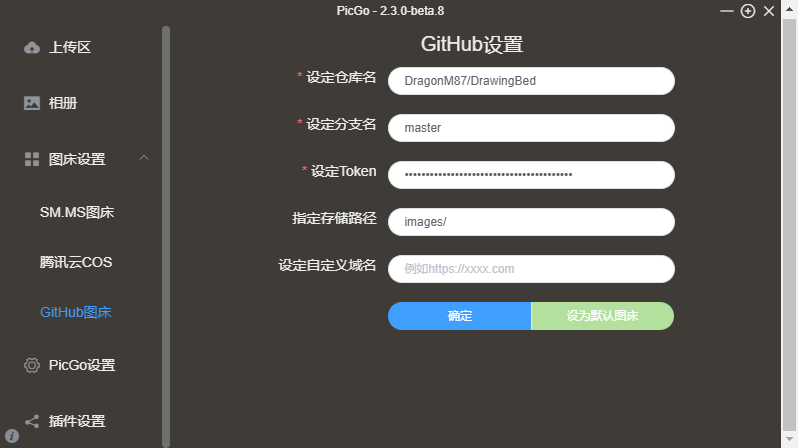 PicGo - 2.3.0-beta.8
上传区
相册
图床设置
SM.MS图床
腾讯云COS
GitHub图床
PicGo设置
插件设置
GitHub设置
* 设定仓库名
DragonM87/DrawingBed
* 设定分支名
master
* 设定Token
••••••••••••••••••••••••••••••••••••••••
指定存储路径
images/
设定自定义域名
例如https://xxxx.com
确定 设为默认图床